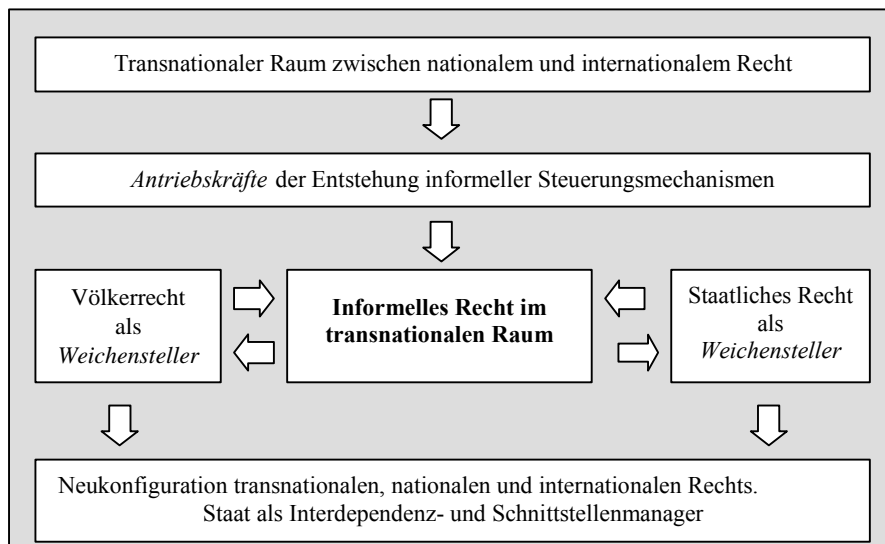 Transnationaler Raum zwischen nationalem und internationalem Recht
Antriebskräfte der Entstehung informeller Steuerungsmechanismen
Völkerrecht
als
Weichensteller
Informelles Recht im
transnationalen Raum
Staatliches Recht
als
Weichensteller
Neukonfiguration transnationalen, nationalen und internationalen Rechts.
Staat als Interdependenz- und Schnittstellenmanager